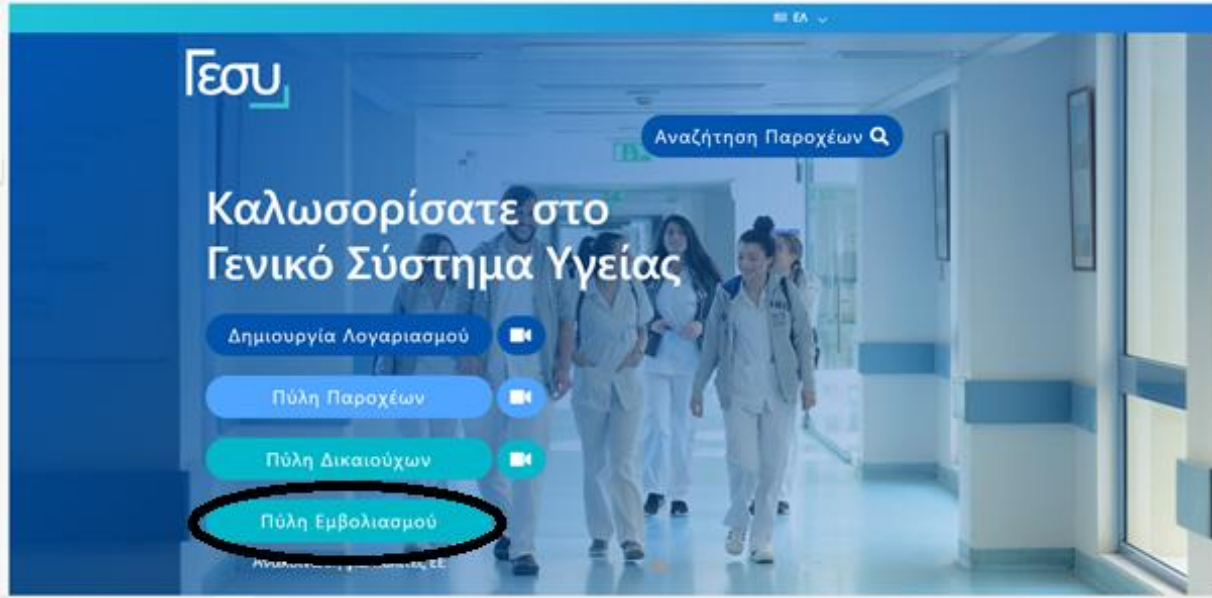 ΕΛ
Γεσυ
Αναζήτηση Παροχέων
Καλωσορίσατε στο
Γενικό Σύστημα Υγείας
Δημιουργία Λογαριασμού
Πύλη Παροχέων
Πύλη Δικαιούχων
Πύλη Εμβολιασμού